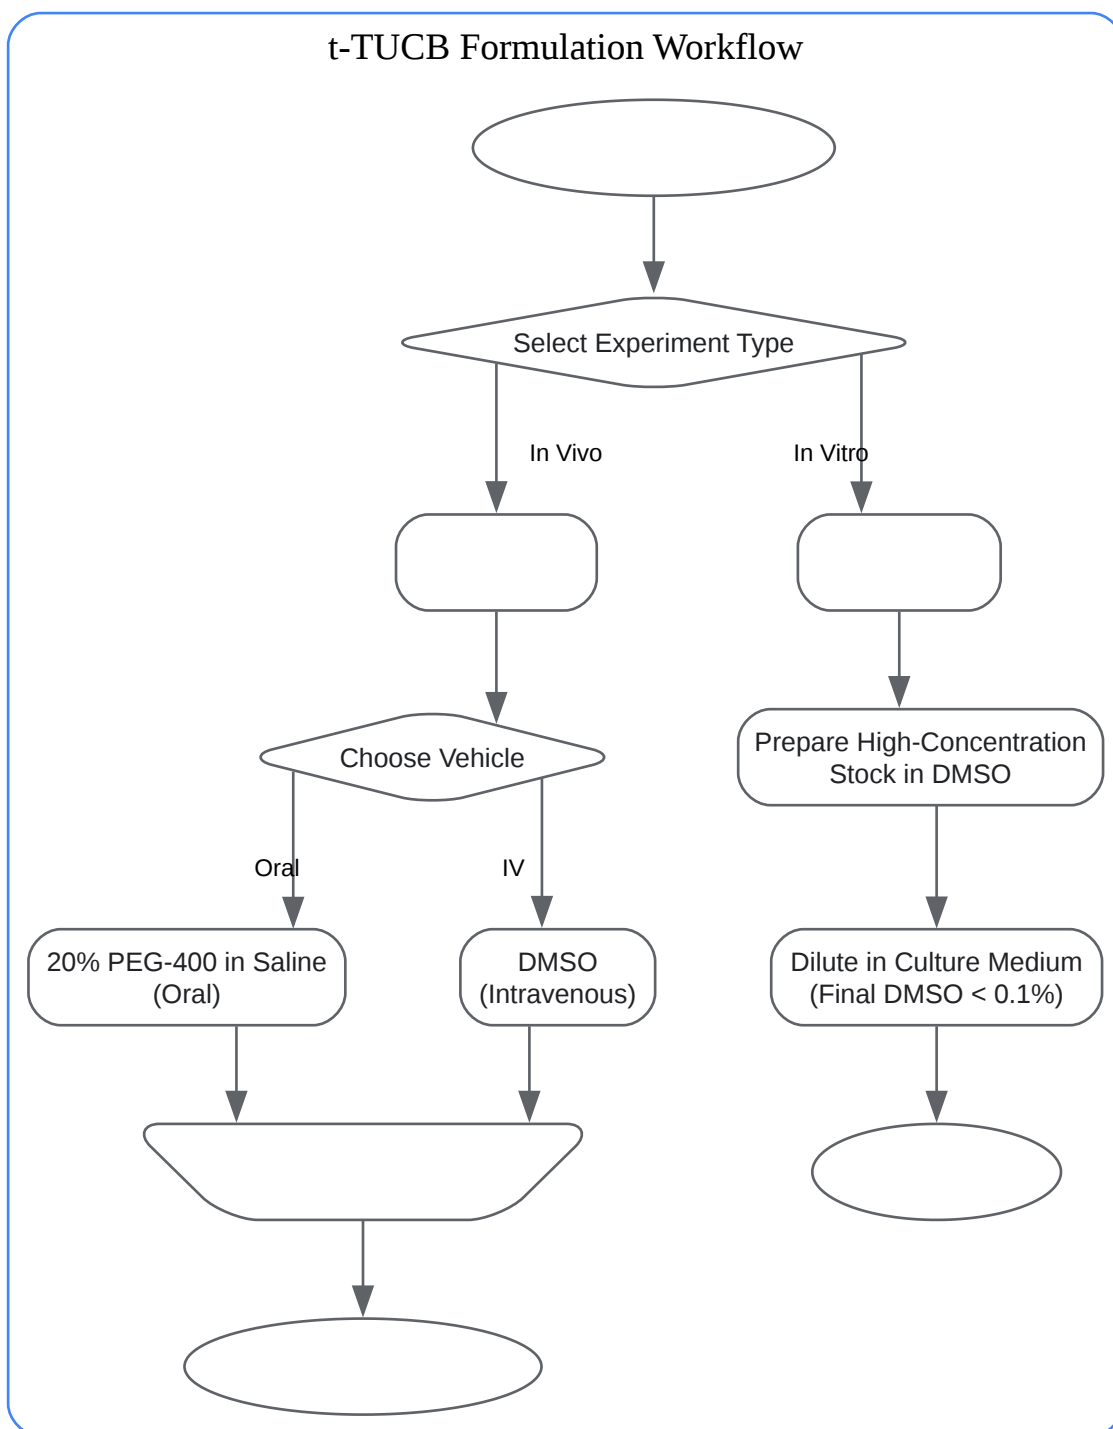 t-TUCB Formulation Workflow
Select Experiment Type
In Vivo
In Vitro
Choose Vehicle
Prepare High-Concentration
Stock in DMSO
Oral
IV
20% PEG-400 in Saline
(Oral)
DMSO
(Intravenous)
Dilute in Culture Medium
(Final DMSO < 0.1%)